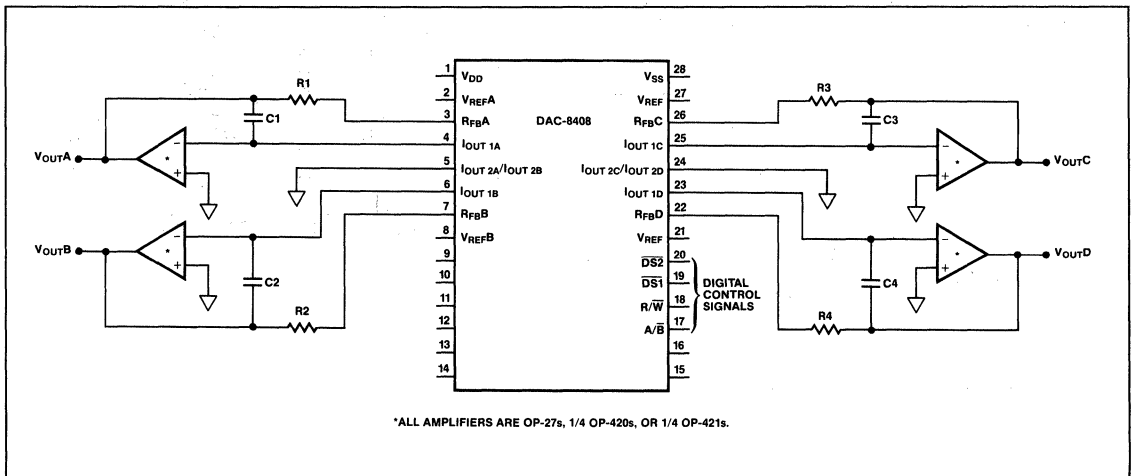 R1
C1
VOUTA
*
-
+
VOUTB
*
-
+
C2
R2
1 VDD
2 VREFA
3 RFBA
4 IOUT 1A
5 IOUT 2A/IOUT 2B
6 IOUT 1B
7 RFBB
8 VREFB
9
10
11
12
13
14
DAC-8408
VSS 28
VREF 27
RFBC 26
IOUT 1C 25
IOUT 2C/IOUT 2D 24
IOUT 1D 23
RFBD 22
VREF 21
DS2 20
DS1 19
R/W 18
A/B 17
16
15
DIGITAL
CONTROL
SIGNALS
R3
C3
-
+
*
VOUTC
-
+
*
VOUTD
C4
R4
*ALL AMPLIFIERS ARE OP-27s, 1/4 OP-420s, OR 1/4 OP-421s.